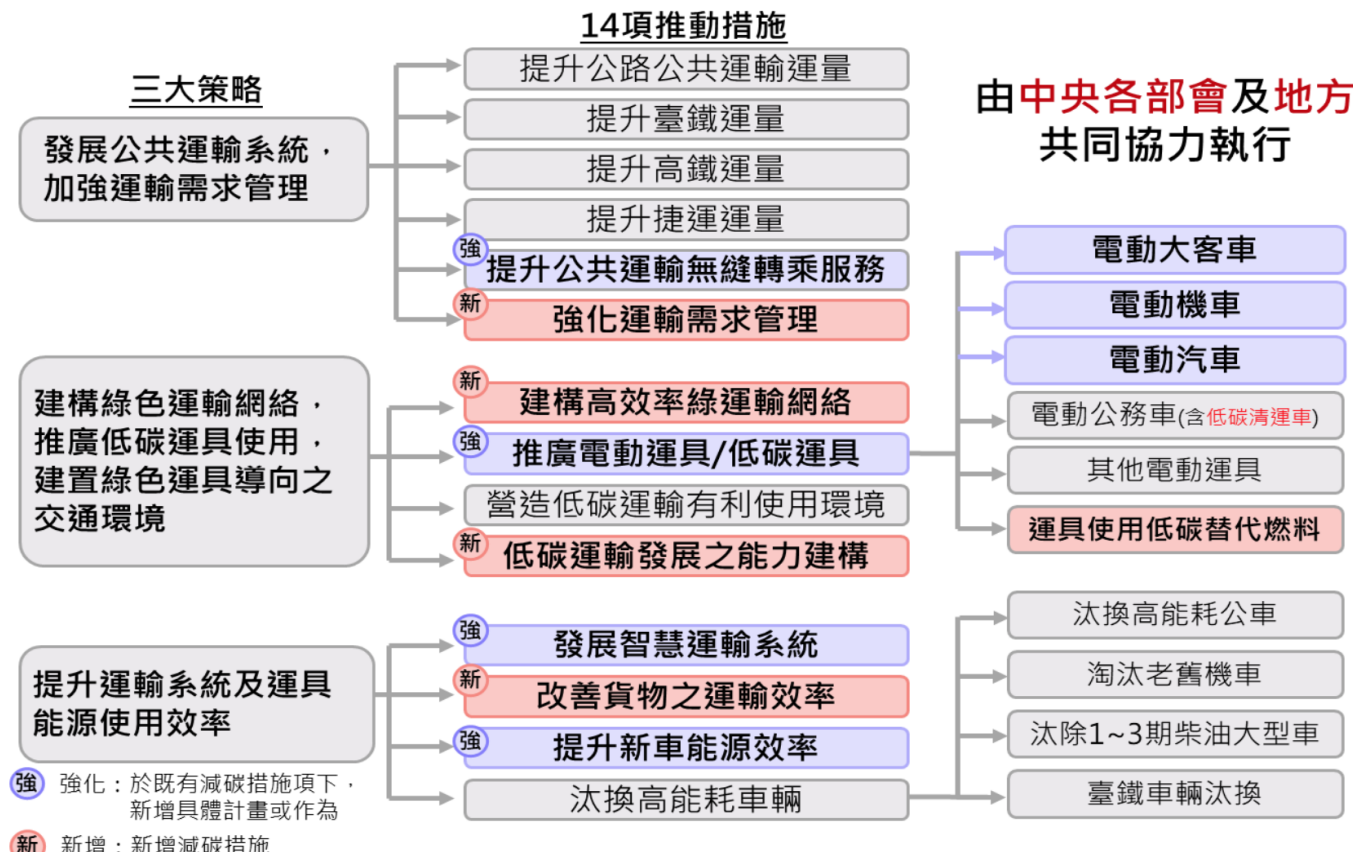 14項推動措施
三大策略
由中央各部會及地方
共同協力執行
發展公共運輸系統，
加強運輸需求管理
提升公路公共運輸運量
提升臺鐵運量
提升高鐵運量
提升捷運運量
強
提升公共運輸無縫轉乘服務
新
強化運輸需求管理
建構綠色運輸網絡，
推廣低碳運具使用，
建置綠色運具導向之
交通環境
新
建構高效率綠運輸網絡
強
推廣電動運具/低碳運具
營造低碳運輸有利使用環境
新
低碳運輸發展之能力建構
電動大客車
電動機車
電動汽車
電動公務車(含低碳清運車)
其他電動運具
運具使用低碳替代燃料
提升運輸系統及運具
能源使用效率
強
發展智慧運輸系統
新
改善貨物之運輸效率
強
提升新車能源效率
汰換高能耗車輛
汰換高能耗公車
淘汰老舊機車
汰除1~3期柴油大型車
臺鐵車輛汰換
強 強化：於既有減碳措施項下，
新增具體計畫或作為
新 新增：新增減碳措施